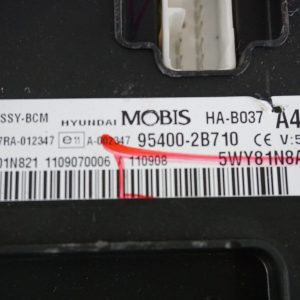 SSY-BCM HYUNDAI MOBIS HA-B037 A4
7RA-012347 e11 A-002347 95400-2B710 CE V:5
01N821 1109070006 110908 5WY81N8A